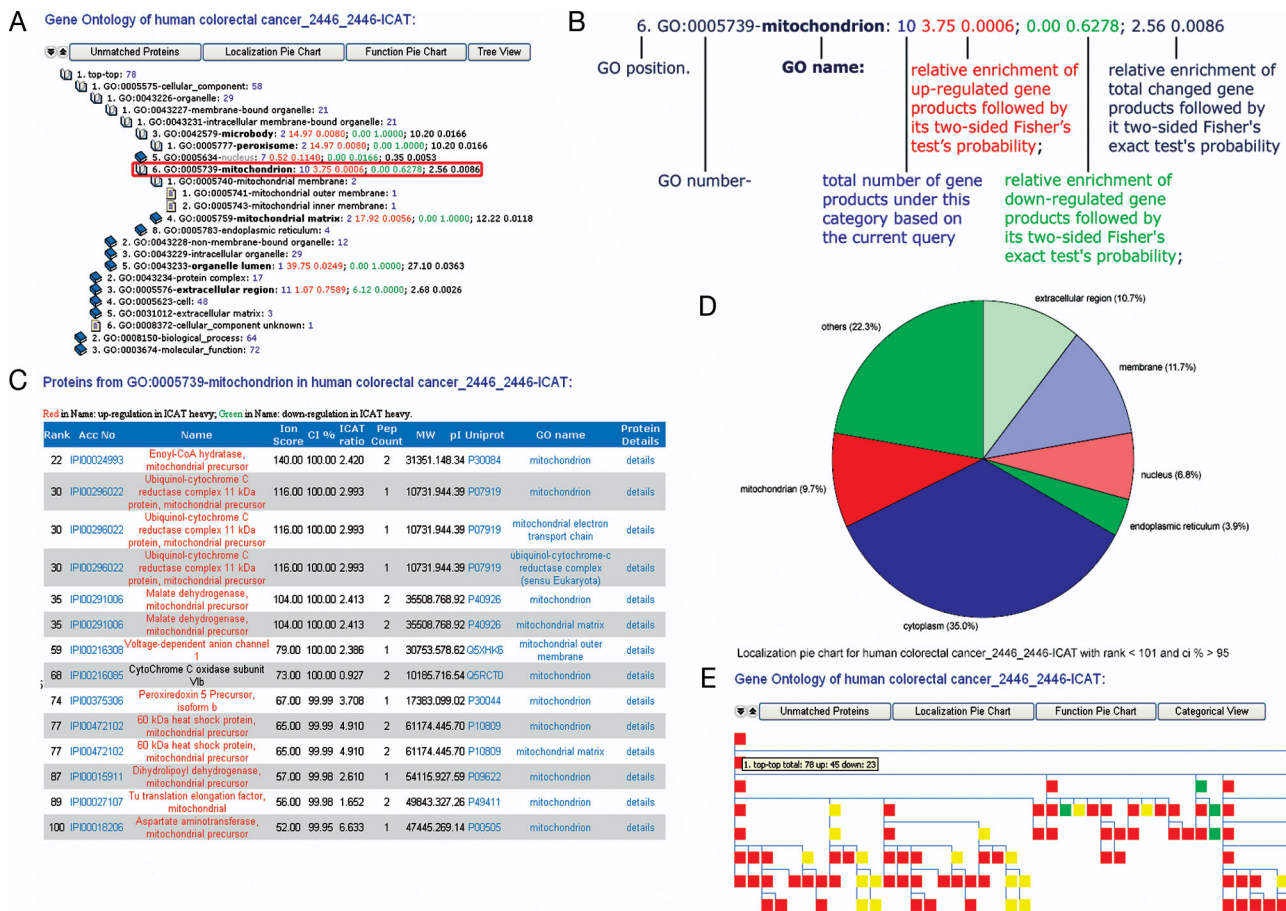 A
Gene Ontology of human colorectal cancer_2446_2446-ICAT:
Unmatched Proteins Localization Pie Chart Function Pie Chart Tree View
1. top-top: 78
1. GO:0005575-cellular_component: 58
1. GO:0043226-organelle: 29
1. GO:0043227-membrane-bound organelle: 21
1. GO:0043231-intracellular membrane-bound organelle: 21
3. GO:0042579-microbody: 2 14.97 0.0080; 0.00 1.0000; 10.20 0.0166
1. GO:0005777-peroxisome: 2 14.97 0.0080; 0.00 1.0000; 10.20 0.0166
5. GO:0005634-nucleus: 7 0.52 0.1140; 0.00 0.0166; 0.35 0.0053
6. GO:0005739-mitochondrion: 10 3.75 0.0006; 0.00 0.6278; 2.56 0.0086
1. GO:0005740-mitochondrial membrane: 2
1. GO:0005741-mitochondrial outer membrane: 1
2. GO:0005743-mitochondrial inner membrane: 1
4. GO:0005759-mitochondrial matrix: 2 17.92 0.0056; 0.00 1.0000; 12.22 0.0118
8. GO:0005783-endoplasmic reticulum: 4
2. GO:0043228-non-membrane-bound organelle: 12
3. GO:0043229-intracellular organelle: 29
5. GO:0043233-organelle lumen: 1 39.75 0.0249; 0.00 1.0000; 27.10 0.0363
2. GO:0043234-protein complex: 17
3. GO:0005576-extracellular region: 11 1.07 0.7589; 6.12 0.0000; 2.68 0.0026
4. GO:0005623-cell: 48
5. GO:0031012-extracellular matrix: 3
6. GO:0008372-cellular_component unknown: 1
2. GO:0008150-biological_process: 64
3. GO:0003674-molecular_function: 72
B
6. GO:0005739-mitochondrion: 10 3.75 0.0006; 0.00 0.6278; 2.56 0.0086
GO position.
GO name:
relative enrichment of
up-regulated gene
products followed by
its two-sided Fisher's
test's probability;
relative enrichment of
total changed gene
products followed by
it two-sided Fisher's
exact test's probability
GO number-
total number of gene
products under this
category based on
the current query
relative enrichment of
down-regulated gene
products followed by
its two-sided Fisher's
exact test's probability;
C
Proteins from GO:0005739-mitochondrion in human colorectal cancer_2446_2446-ICAT:
Red in Name: up-regulation in ICAT heavy; Green in Name: down-regulation in ICAT heavy.
Rank Acc No Name Ion Score CI % ICAT ratio Pep Count MW pI Uniprot GO name Protein Details
22 IPI00024993 Enoyl-CoA hydratase, mitochondrial precursor 140.00 100.00 2.420 2 31351.14 8.34 P30084 mitochondrion details
30 IPI00296022 Ubiquinol-cytochrome C reductase complex 11 kDa protein, mitochondrial precursor 116.00 100.00 2.993 1 10731.94 4.39 P07919 mitochondrion details
30 IPI00296022 Ubiquinol-cytochrome C reductase complex 11 kDa protein, mitochondrial precursor 116.00 100.00 2.993 1 10731.94 4.39 P07919 mitochondrial electron transport chain details
30 IPI00296022 Ubiquinol-cytochrome C reductase complex 11 kDa protein, mitochondrial precursor 116.00 100.00 2.993 1 10731.94 4.39 P07919 ubiquinol-cytochrome-c reductase complex (sensu Eukaryota) details
35 IPI00291006 Malate dehydrogenase, mitochondrial precursor 104.00 100.00 2.413 2 35508.76 8.92 P40926 mitochondrion details
35 IPI00291006 Malate dehydrogenase, mitochondrial precursor 104.00 100.00 2.413 2 35508.76 8.92 P40926 mitochondrial matrix details
59 IPI00216308 Voltage-dependent anion channel 1 79.00 100.00 2.386 1 30753.57 8.62 Q5XHK6 mitochondrial outer membrane details
68 IPI00216085 CytoChrome C oxidase subunit VIb 73.00 100.00 0.927 2 10185.71 6.54 Q5RCT0 mitochondrion details
74 IPI00375306 Peroxiredoxin 5 Precursor, isoform b 67.00 99.99 3.708 1 17383.09 9.02 P30044 mitochondrion details
77 IPI00472102 60 kDa heat shock protein, mitochondrial precursor 65.00 99.99 4.910 2 61174.44 5.70 P10809 mitochondrion details
77 IPI00472102 60 kDa heat shock protein, mitochondrial precursor 65.00 99.99 4.910 2 61174.44 5.70 P10809 mitochondrial matrix details
87 IPI00015911 Dihydrolipoyl dehydrogenase, mitochondrial precursor 57.00 99.98 2.610 1 54115.92 7.59 P09622 mitochondrion details
89 IPI00027107 Tu translation elongation factor, mitochondrial 56.00 99.98 1.652 2 49843.32 7.26 P49411 mitochondrion details
100 IPI00018206 Aspartate aminotransferase, mitochondrial precursor 52.00 99.95 6.633 1 47445.26 9.14 P00505 mitochondrion details
D
extracellular region (10.7%)
others (22.3%)
membrane (11.7%)
nucleus (6.8%)
mitochondrian (9.7%)
endoplasmic reticulum (3.9%)
cytoplasm (35.0%)
Localization pie chart for human colorectal cancer_2446_2446-ICAT with rank < 101 and ci % > 95
E
Gene Ontology of human colorectal cancer_2446_2446-ICAT:
Unmatched Proteins Localization Pie Chart Function Pie Chart Categorical View
1. top-top total: 78 up: 45 down: 23